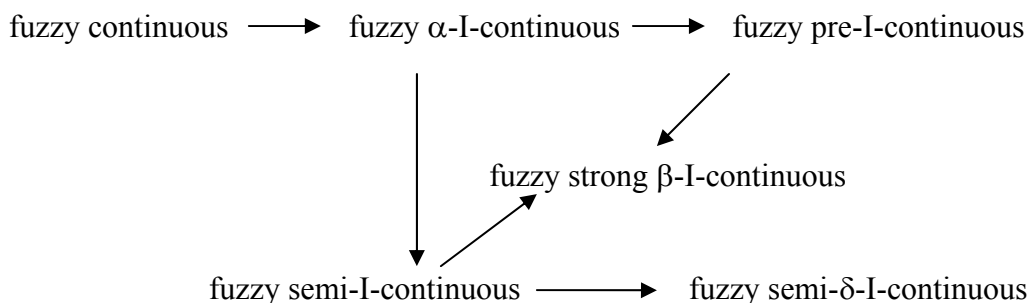 fuzzy continuous fuzzy α-I-continuous fuzzy pre-I-continuous
fuzzy strong β-I-continuous
fuzzy semi-I-continuous fuzzy semi-δ-I-continuous